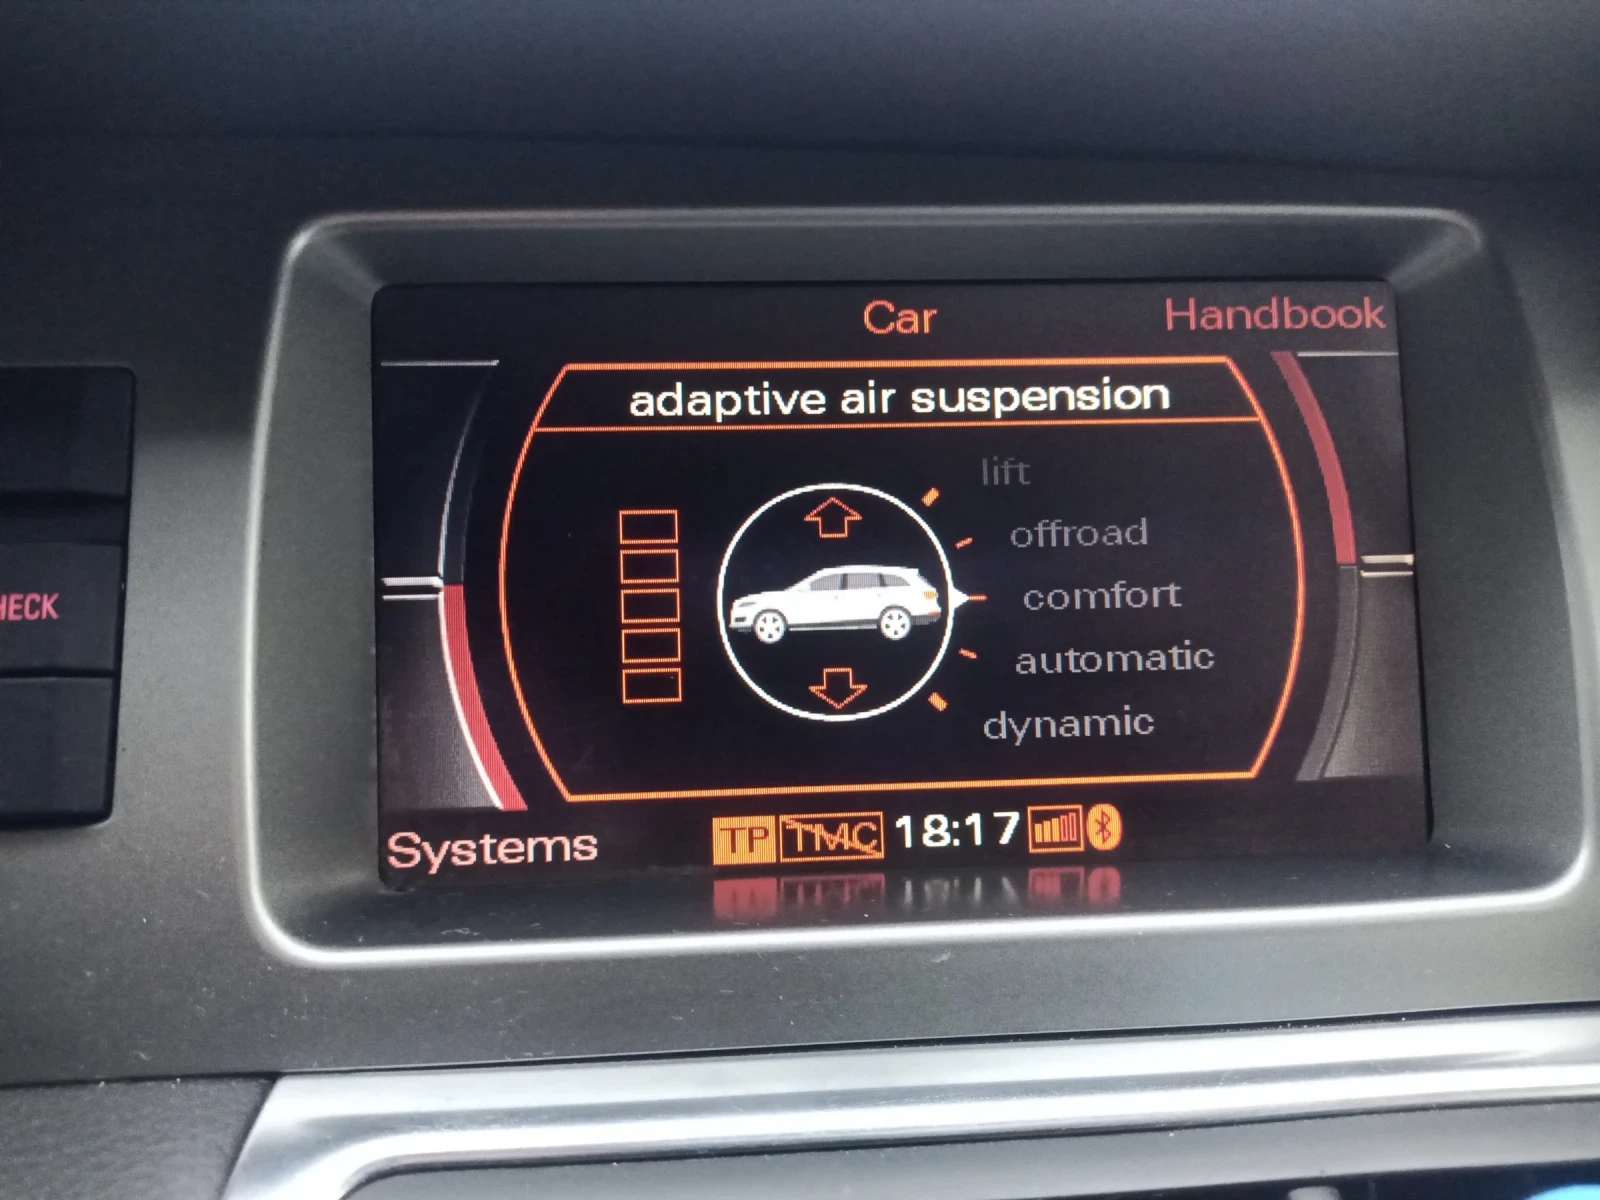 Car
Handbook
adaptive air suspension
lift
offroad
comfort
automatic
dynamic
HECK
Systems
TP TMC 18:17